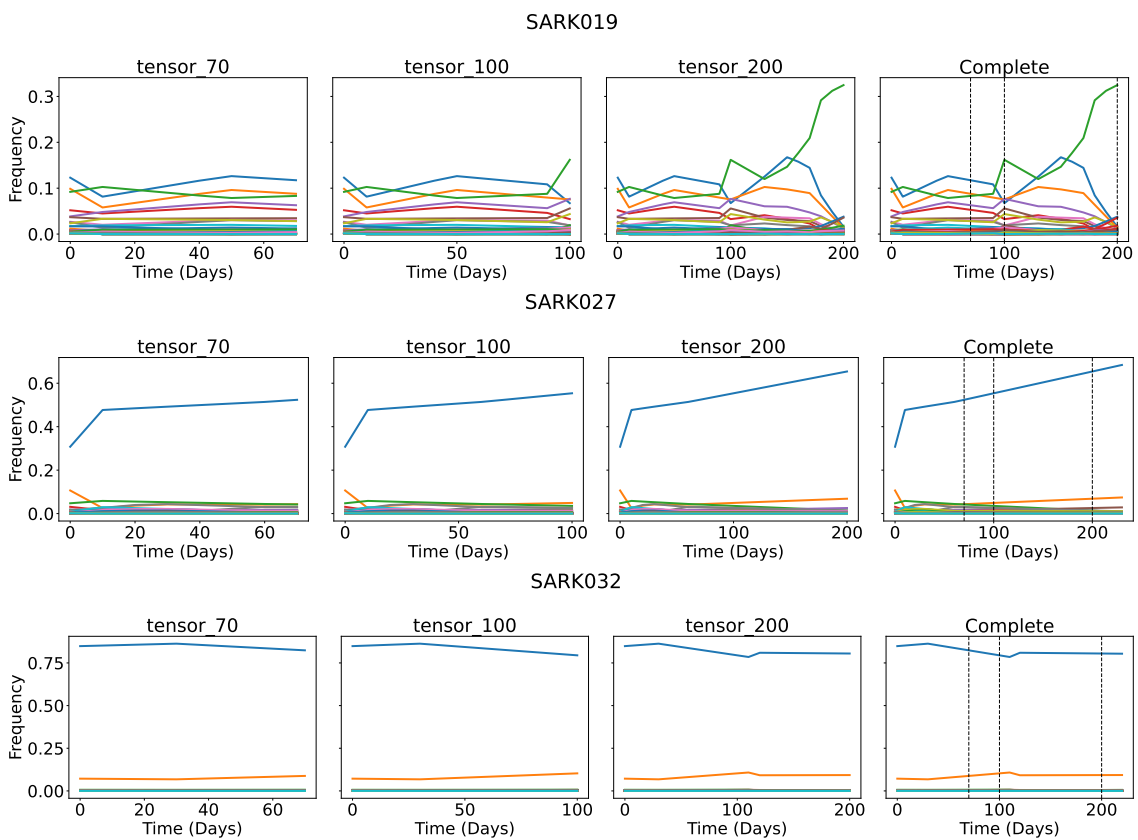 SARK019
tensor_70 tensor_100 tensor_200 Complete
Frequency
0.3
0.2
0.1
0.0
0 20 40 60 0 50 100 0 100 200 0 100 200
Time (Days) Time (Days) Time (Days) Time (Days)
SARK027
tensor_70 tensor_100 tensor_200 Complete
Frequency
0.6
0.4
0.2
0.0
0 20 40 60 0 50 100 0 100 200 0 100 200
Time (Days) Time (Days) Time (Days) Time (Days)
SARK032
tensor_70 tensor_100 tensor_200 Complete
Frequency
0.75
0.50
0.25
0.00
0 20 40 60 0 50 100 0 100 200 0 100 200
Time (Days) Time (Days) Time (Days) Time (Days)